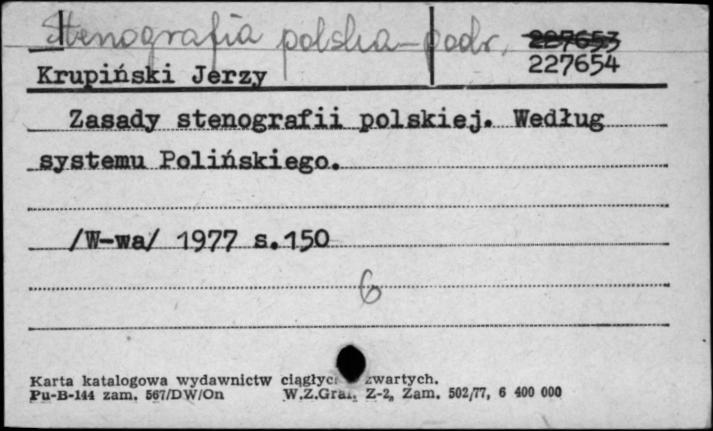 Stenografia polska - podr. 227653
Krupiński Jerzy 227654
Zasady stenografii polskiej. Według
systemu Polińskiego.
/W-wa/ 1977 s.150
6
Karta katalogowa wydawnictw zwartych.
Pu-B-144 zam. 567/DW/On W.Z.Graf. Z-2, Zam. 502/77, 6 400 000